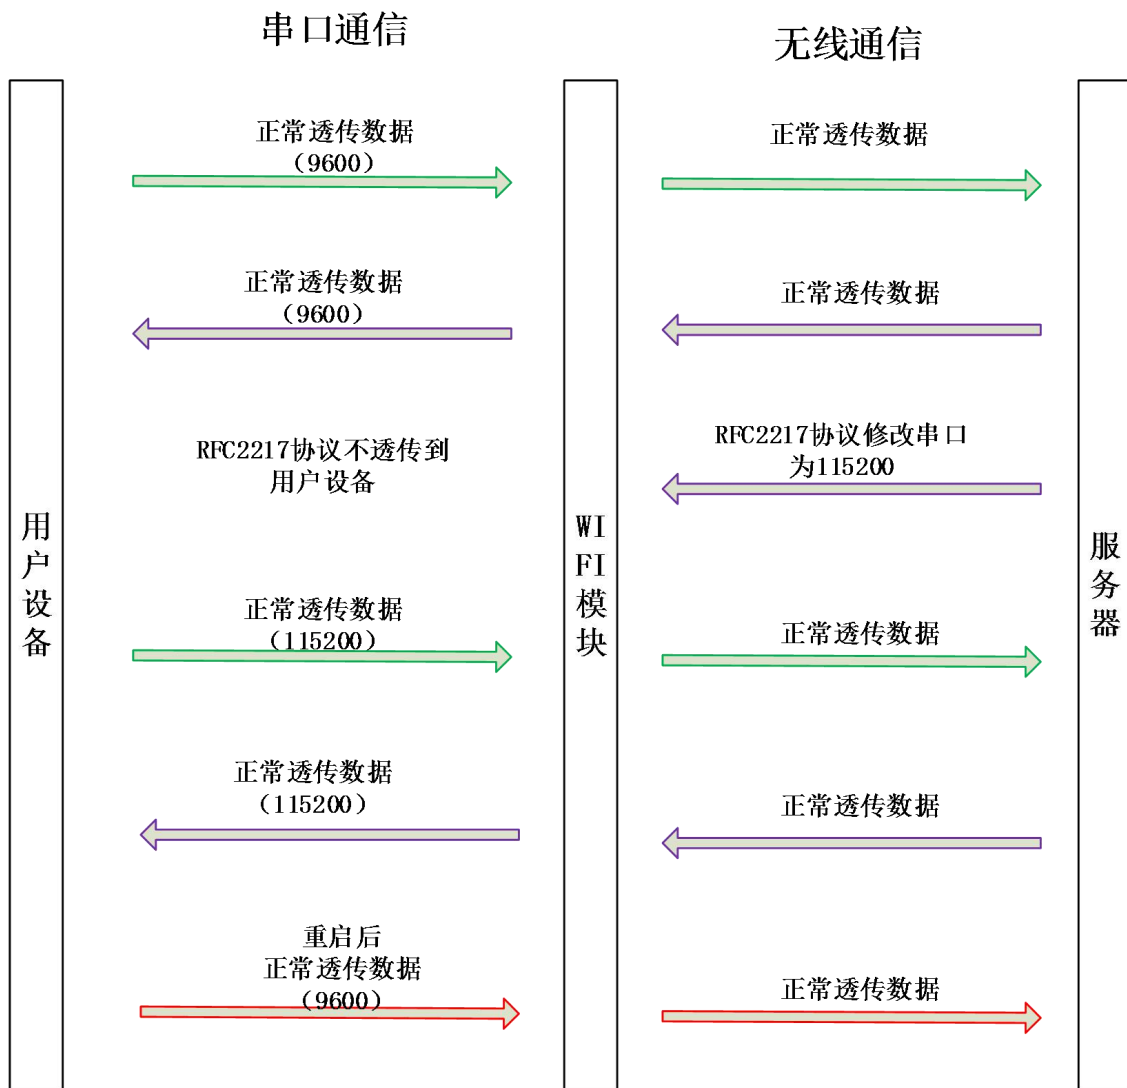 串口通信
无线通信
正常透传数据
（9600）
正常透传数据
正常透传数据
（9600）
正常透传数据
RFC2217协议不透传到
用户设备
RFC2217协议修改串口
为115200
用户设备
WI
FI
模块
服务器
正常透传数据
（115200）
正常透传数据
正常透传数据
（115200）
正常透传数据
重启后
正常透传数据
（9600）
正常透传数据